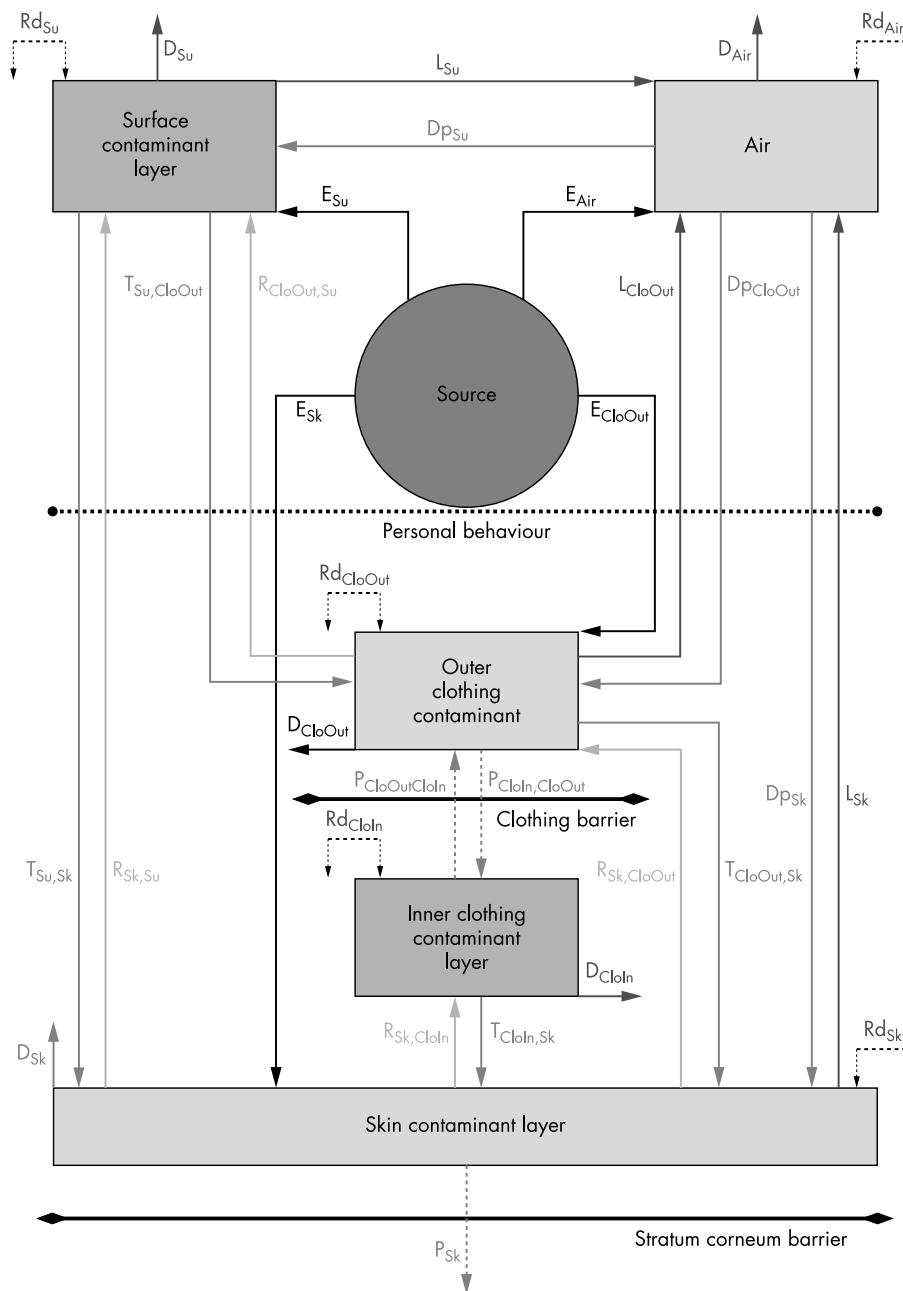 RdSu
DSu
LSu
DAir
RdAir
Surface
contaminant
layer
DpSu
Air
ESu
EAir
TSu,CloOut
RCloOut,Su
LCloOut
DpCloOut
Source
ESk
ECloOut
Personal behaviour
RdCloOut
Outer
clothing
contaminant
DCloOut
PCloOutCloIn
PCloIn,CloOut
DpSk
LSk
Clothing barrier
RdCloIn
TSu,Sk
RSk,Su
RSk,CloOut
TCloOut,Sk
Inner clothing
contaminant
layer
DCloIn
RSk,CloIn
TCloIn,Sk
DSk
RdSk
Skin contaminant layer
Stratum corneum barrier
PSk